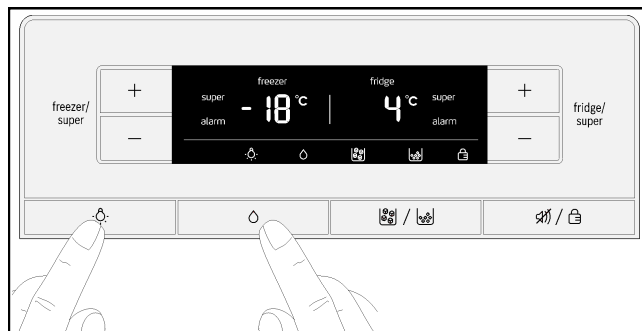 freezer fridge
super -18 °C 4 °C super
alarm alarm
freezer/
super
+
−
+
−
fridge/
super
/
/